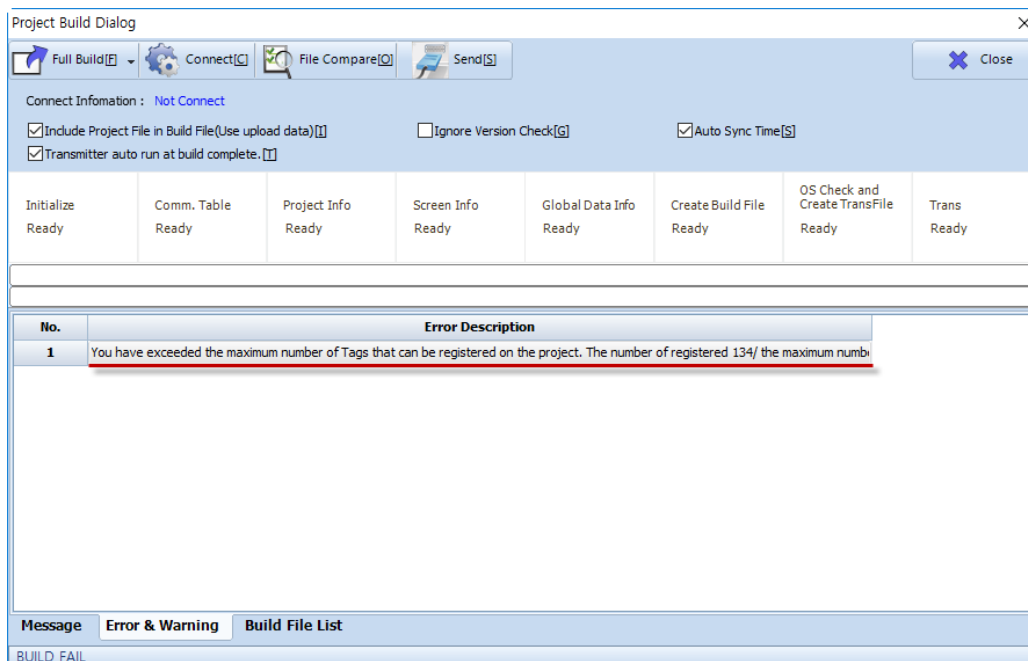 Project Build Dialog
Full Build[F] Connect[C] File Compare[O] Send[S] Close
Connect Infomation : Not Connect
Include Project File in Build File(Use upload data)[I] Ignore Version Check[G] Auto Sync Time[S]
Transmitter auto run at build complete.[T]
Initialize Comm. Table Project Info Screen Info Global Data Info Create Build File OS Check and Create TransFile Trans
Ready Ready Ready Ready Ready Ready Ready Ready
No. Error Description
1 You have exceeded the maximum number of Tags that can be registered on the project. The number of registered 134/ the maximum numb
Message Error & Warning Build File List
BUILD FAIL